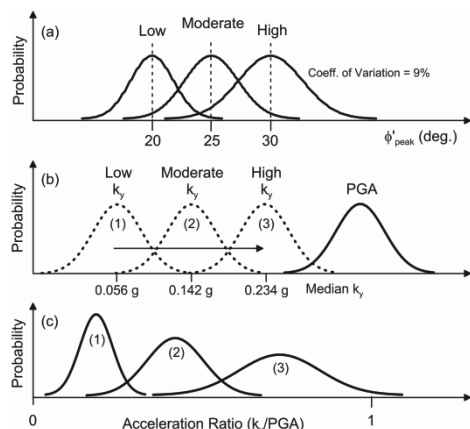 (a)
Low
Moderate
High
Probability
Coeff. of Variation = 9%
20
25
30
ϕ'peak (deg.)
(b)
Low
ky
(1)
Moderate
ky
(2)
High
ky
(3)
PGA
Probability
0.056 g
0.142 g
0.234 g
Median ky
(c)
(1)
(2)
(3)
Probability
0
1
Acceleration Ratio (ky/PGA)